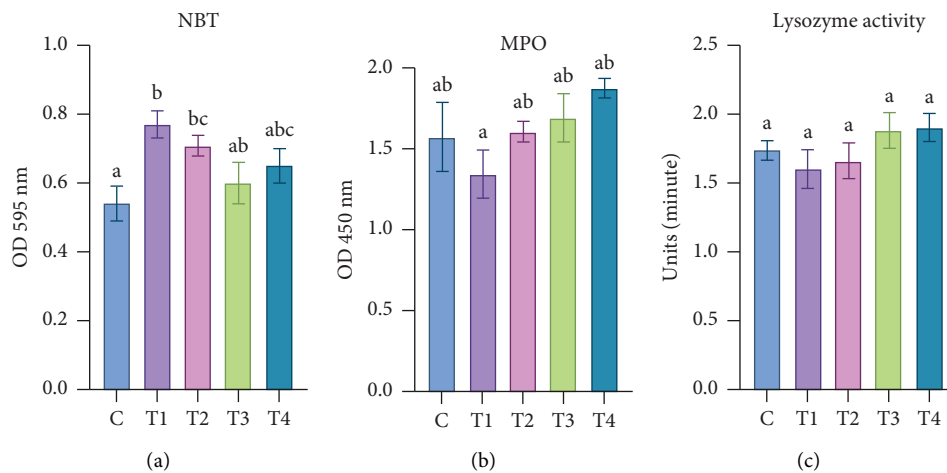 NBT
1.0
0.8
0.6
0.4
0.2
0.0
OD 595 nm
a
b
bc
ab
abc
C T1 T2 T3 T4
(a)
MPO
2.0
1.5
1.0
0.5
0.0
OD 450 nm
ab
a
ab
ab
ab
C T1 T2 T3 T4
(b)
Lysozyme activity
2.5
2.0
1.5
1.0
0.5
0.0
Units (minute)
a
a
a
a
a
C T1 T2 T3 T4
(c)